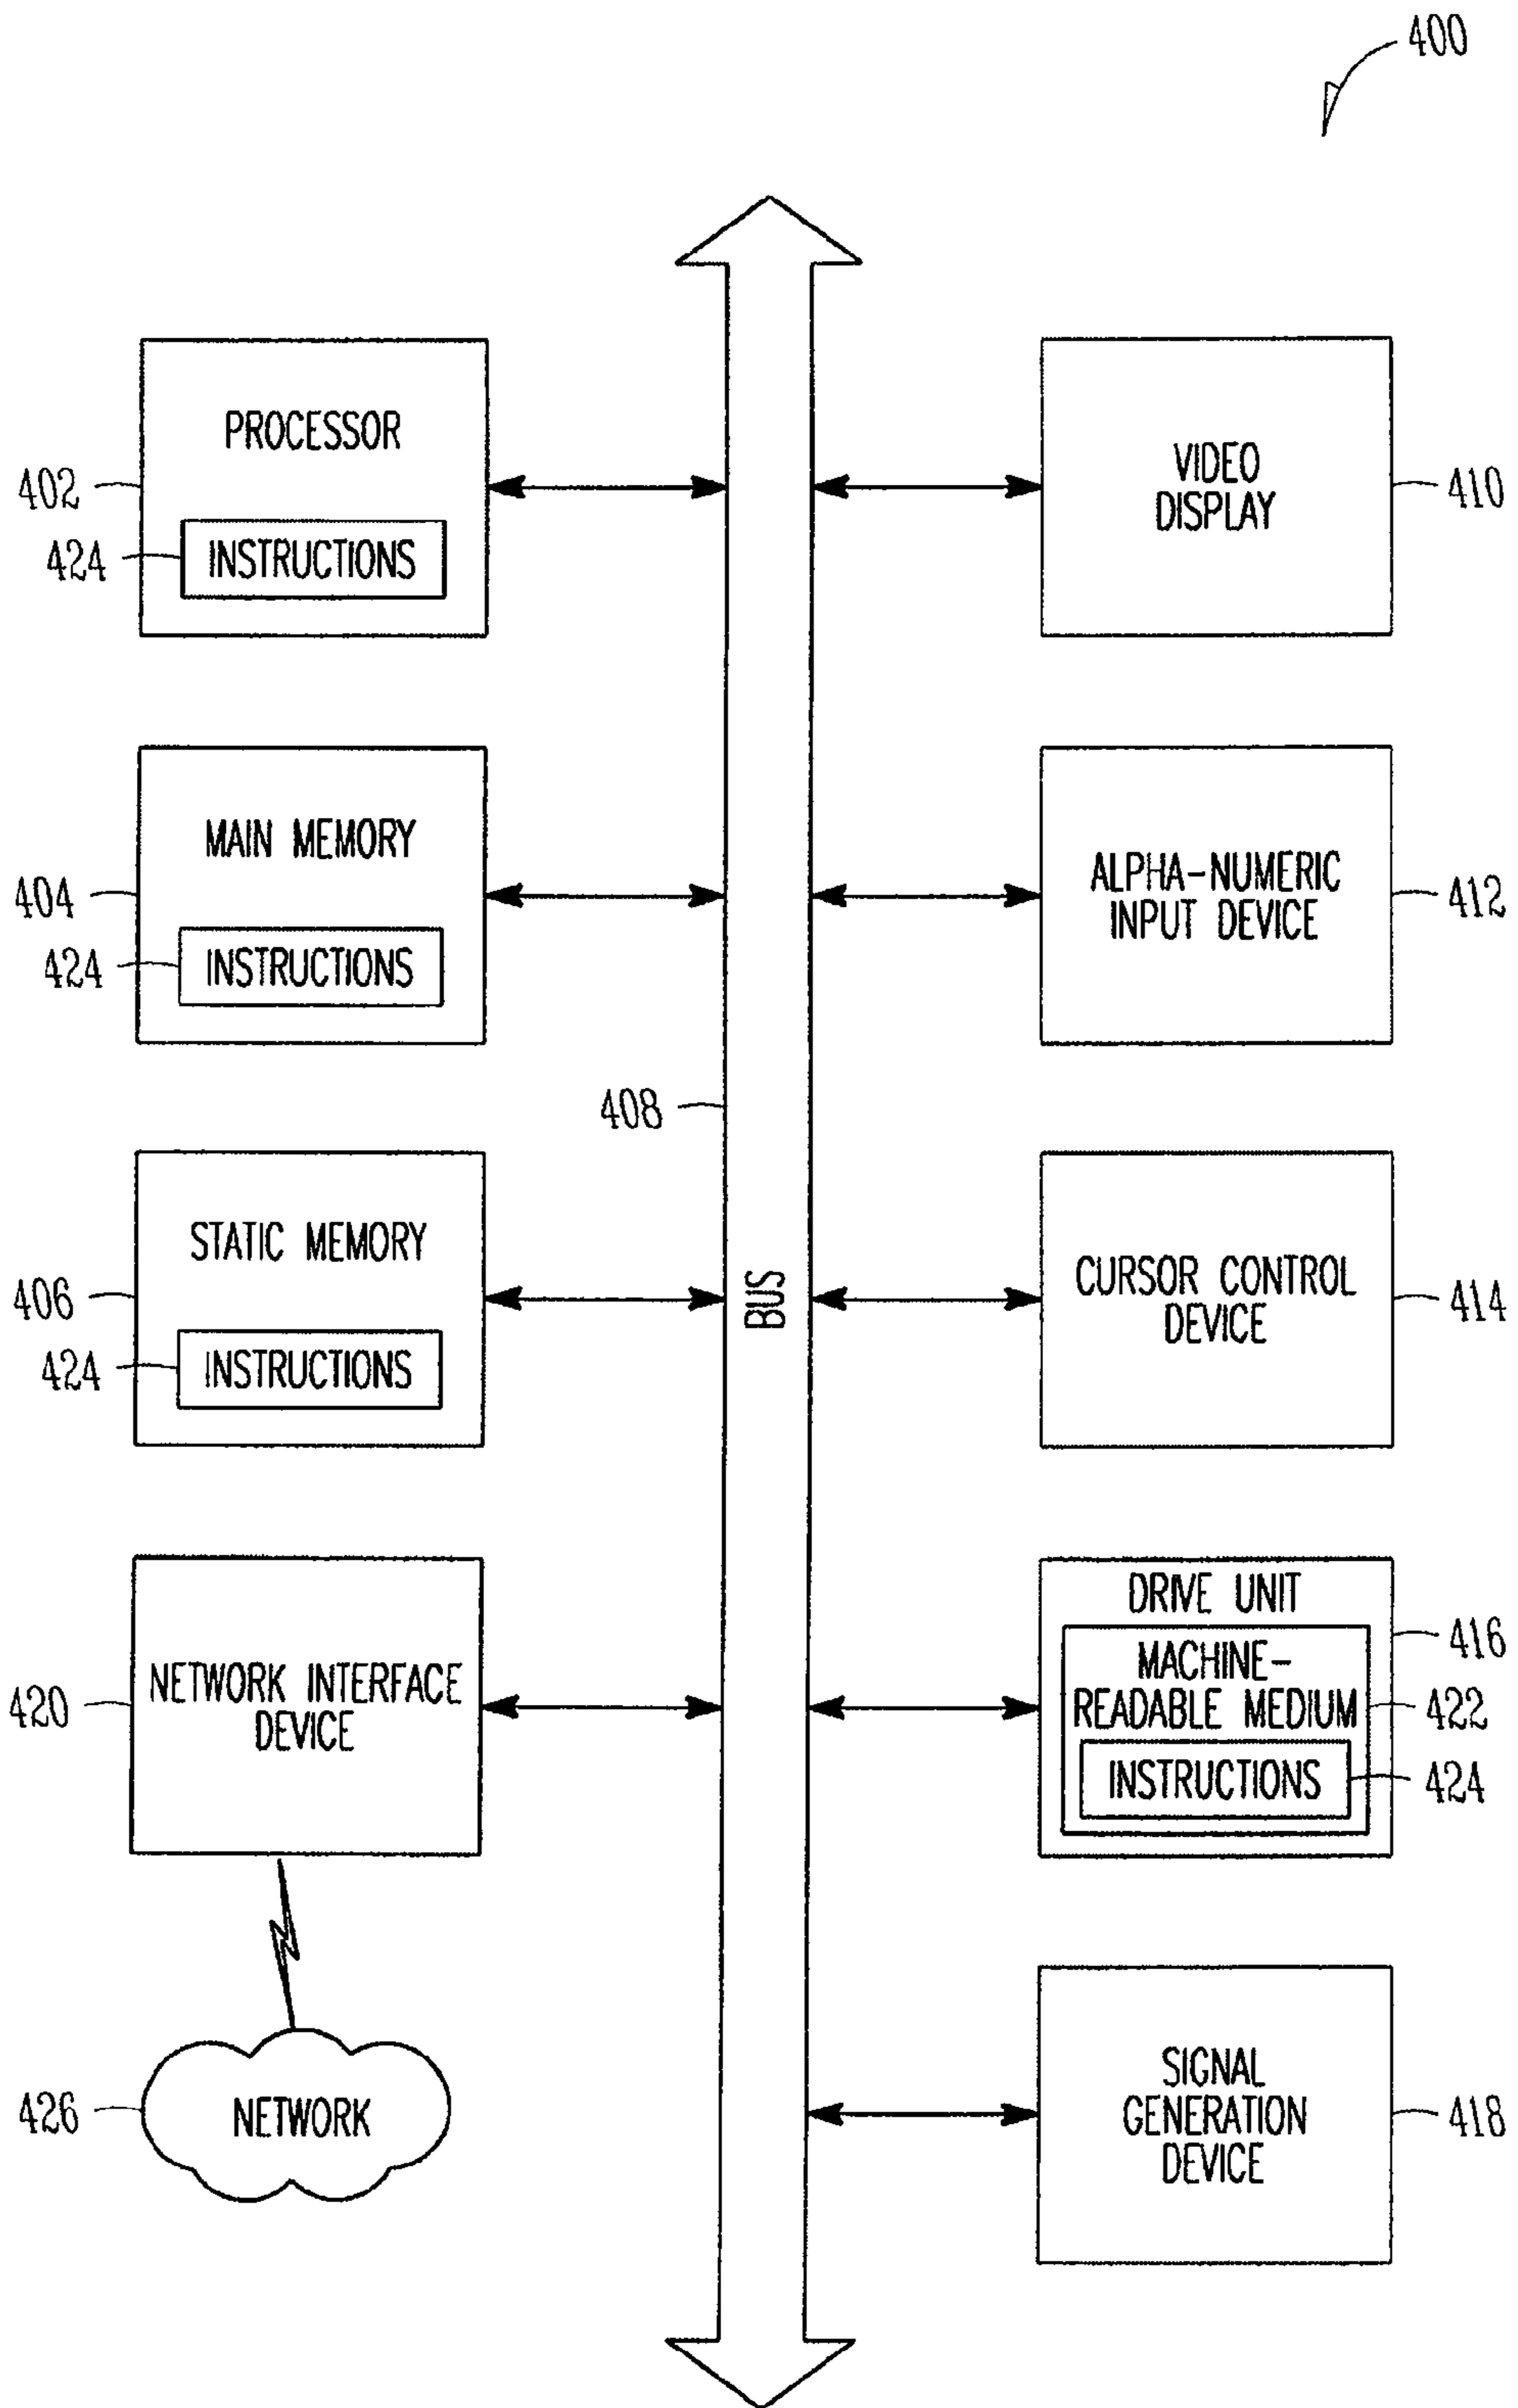 400
PROCESSOR
402
424
INSTRUCTIONS
VIDEO
DISPLAY
410
MAIN MEMORY
404
424
INSTRUCTIONS
ALPHA-NUMERIC
INPUT DEVICE
412
408
BUS
STATIC MEMORY
406
424
INSTRUCTIONS
CURSOR CONTROL
DEVICE
414
NETWORK INTERFACE
DEVICE
420
DRIVE UNIT
416
MACHINE-
READABLE MEDIUM
422
INSTRUCTIONS
424
426
NETWORK
SIGNAL
GENERATION
DEVICE
418